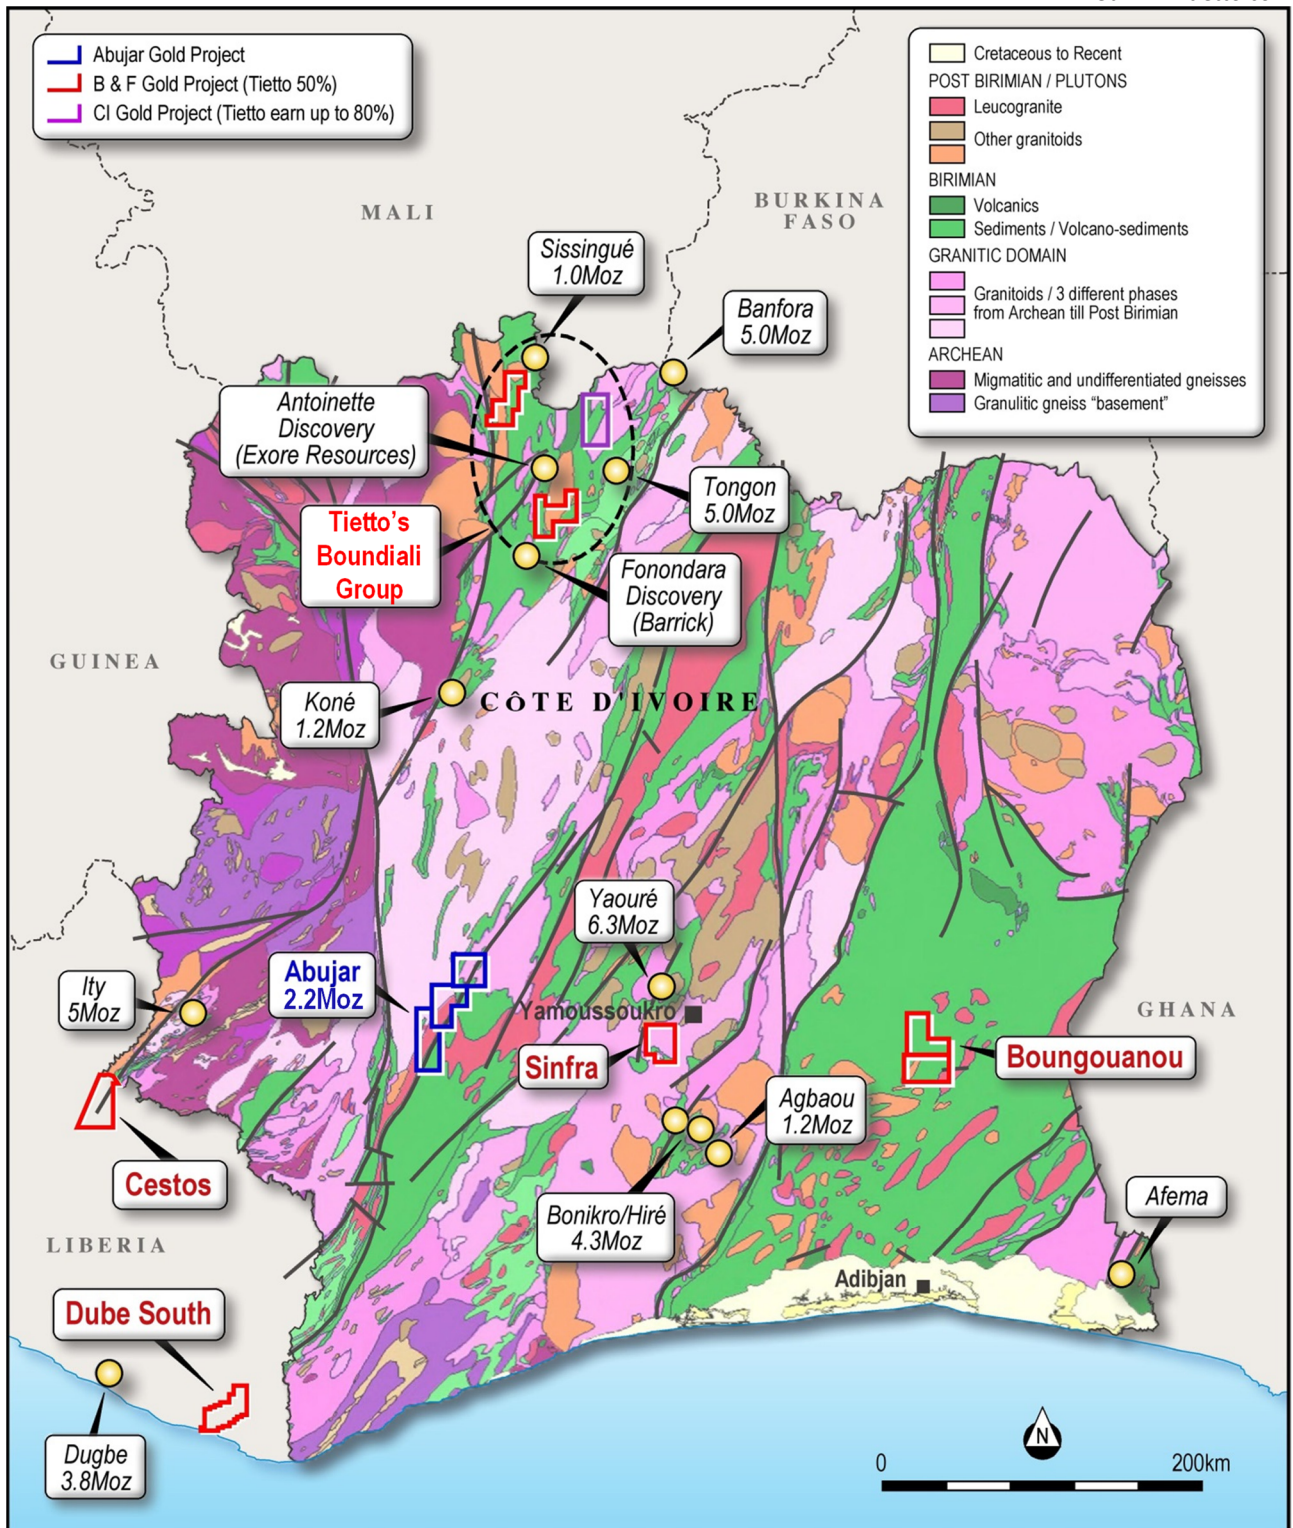 Abujar Gold Project
B & F Gold Project (Tietto 50%)
CI Gold Project (Tietto earn up to 80%)
Cretaceous to Recent
POST BIRIMIAN / PLUTONS
Leucogranite
Other granitoids
BIRIMIAN
Volcanics
Sediments / Volcano-sediments
GRANITIC DOMAIN
Granitoids / 3 different phases
from Archean till Post Birimian
ARCHEAN
Migmatitic and undifferentiated gneisses
Granulitic gneiss “basement”
MALI
BURKINA
FASO
Sissingué
1.0Moz
Banfora
5.0Moz
Antoinette
Discovery
(Exore Resources)
Tongon
5.0Moz
Tietto’s
Boundiali
Group
Fonondara
Discovery
(Barrick)
GUINEA
Koné
1.2Moz
CÔTE D'IVOIRE
Yaouré
6.3Moz
Abujar
2.2Moz
Ity
5Moz
Yamoussoukro
GHANA
Sinfra
Boungouanou
Agbaou
1.2Moz
Cestos
Bonikro/Hiré
4.3Moz
Afema
LIBERIA
Adibjan
Dube South
Dugbe
3.8Moz
N
0
200km